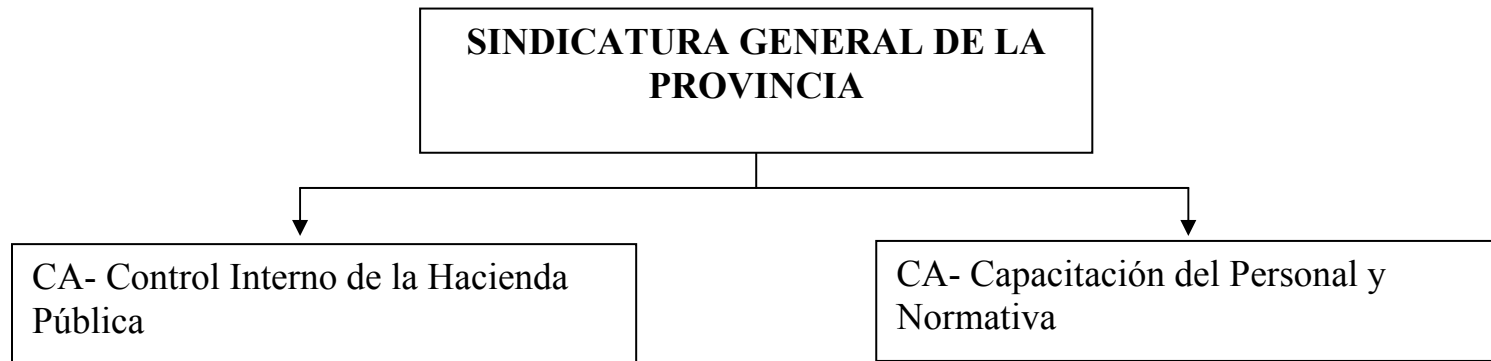 SINDICATURA GENERAL DE LA
PROVINCIA
CA- Control Interno de la Hacienda
Pública
CA- Capacitación del Personal y
Normativa